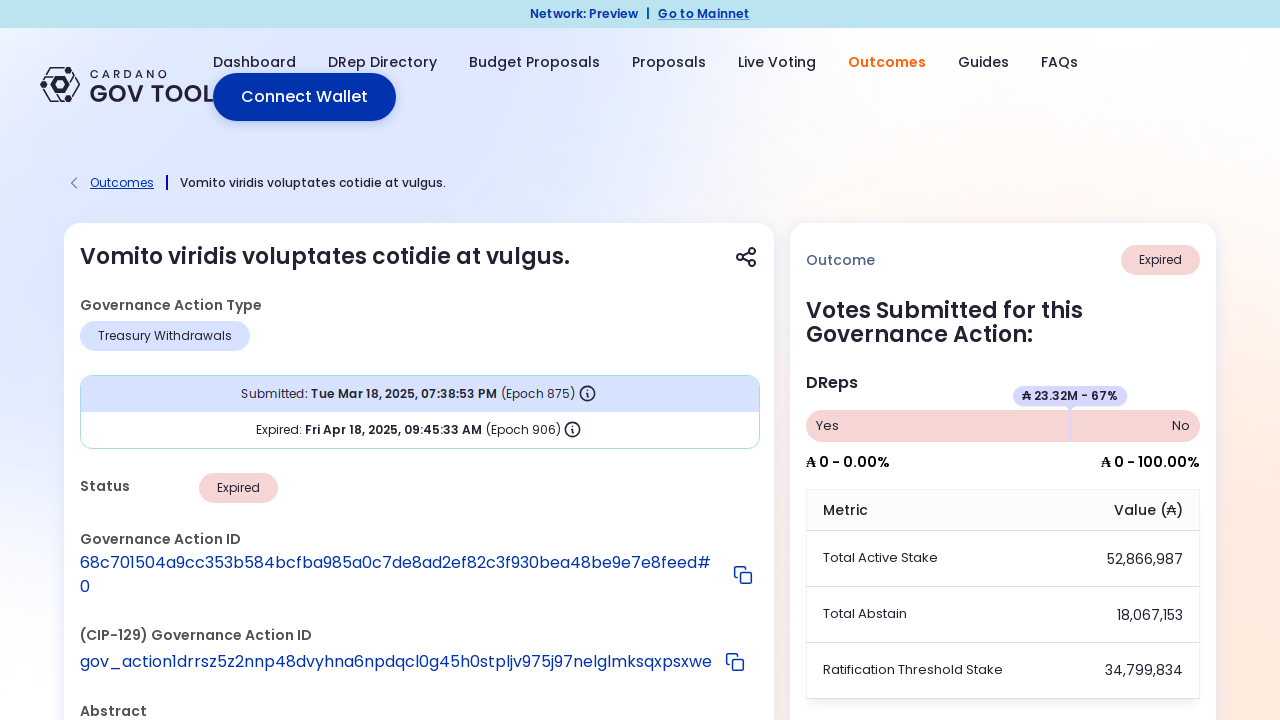 Network: Preview | Go to Mainnet
CARDANO
GOV TOOL
Dashboard DRep Directory Budget Proposals Proposals Live Voting Outcomes Guides FAQs
Connect Wallet
Outcomes | Vomito viridis voluptates cotidie at vulgus.
Vomito viridis voluptates cotidie at vulgus.
Governance Action Type
Treasury Withdrawals
Submitted: Tue Mar 18, 2025, 07:38:53 PM (Epoch 875)
Expired: Fri Apr 18, 2025, 09:45:33 AM (Epoch 906)
Status Expired
Governance Action ID
68c701504a9cc353b584bcfba985a0c7de8ad2ef82c3f930bea48be9e7e8feed#
0
(CIP-129) Governance Action ID
gov_action1drrsz5z2nnp48dvyhna6npdqcl0g45h0stpljv975j97nelglmksqxpsxwe
Abstract
Outcome Expired
Votes Submitted for this
Governance Action:
DReps
₳ 23.32M - 67%
Yes No
₳ 0 - 0.00% ₳ 0 - 100.00%
Metric Value (₳)
Total Active Stake 52,866,987
Total Abstain 18,067,153
Ratification Threshold Stake 34,799,834